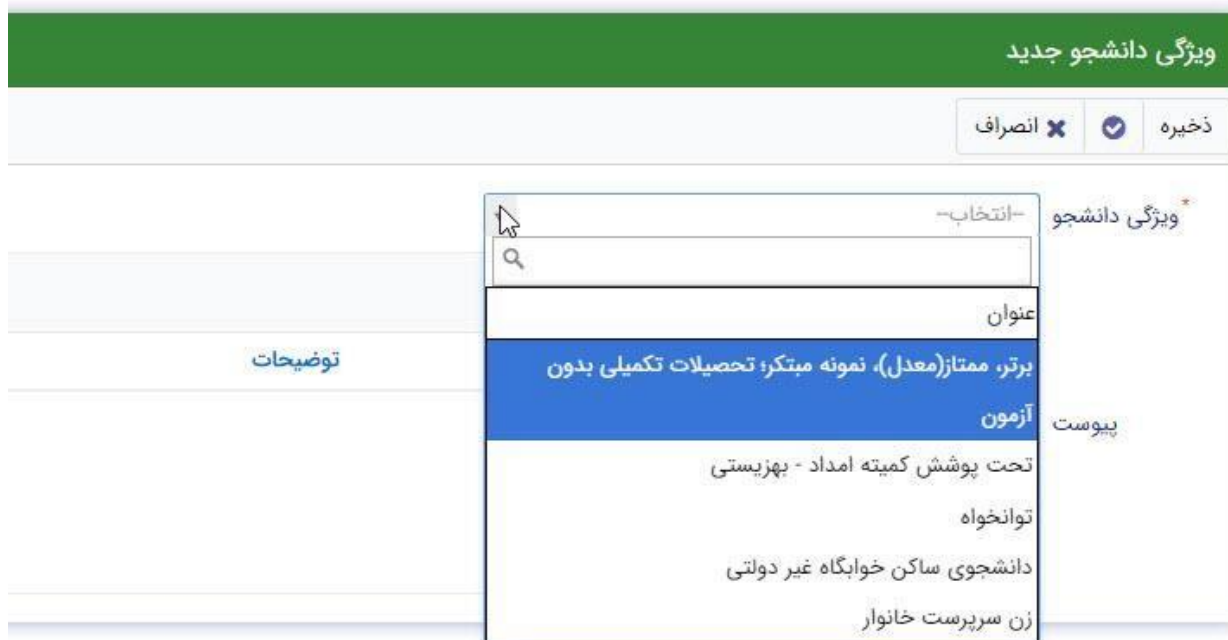 ویژگی دانشجو جدید
ذخیره انصراف
*ویژگی دانشجو --انتخاب--
عنوان
توضیحات
برتر، ممتاز(معدل)، نمونه مبتکر؛ تحصیلات تکمیلی بدون
آزمون
پیوست
تحت پوشش کمیته امداد - بهزیستی
توانخواه
دانشجوی ساکن خوابگاه غیر دولتی
زن سرپرست خانوار